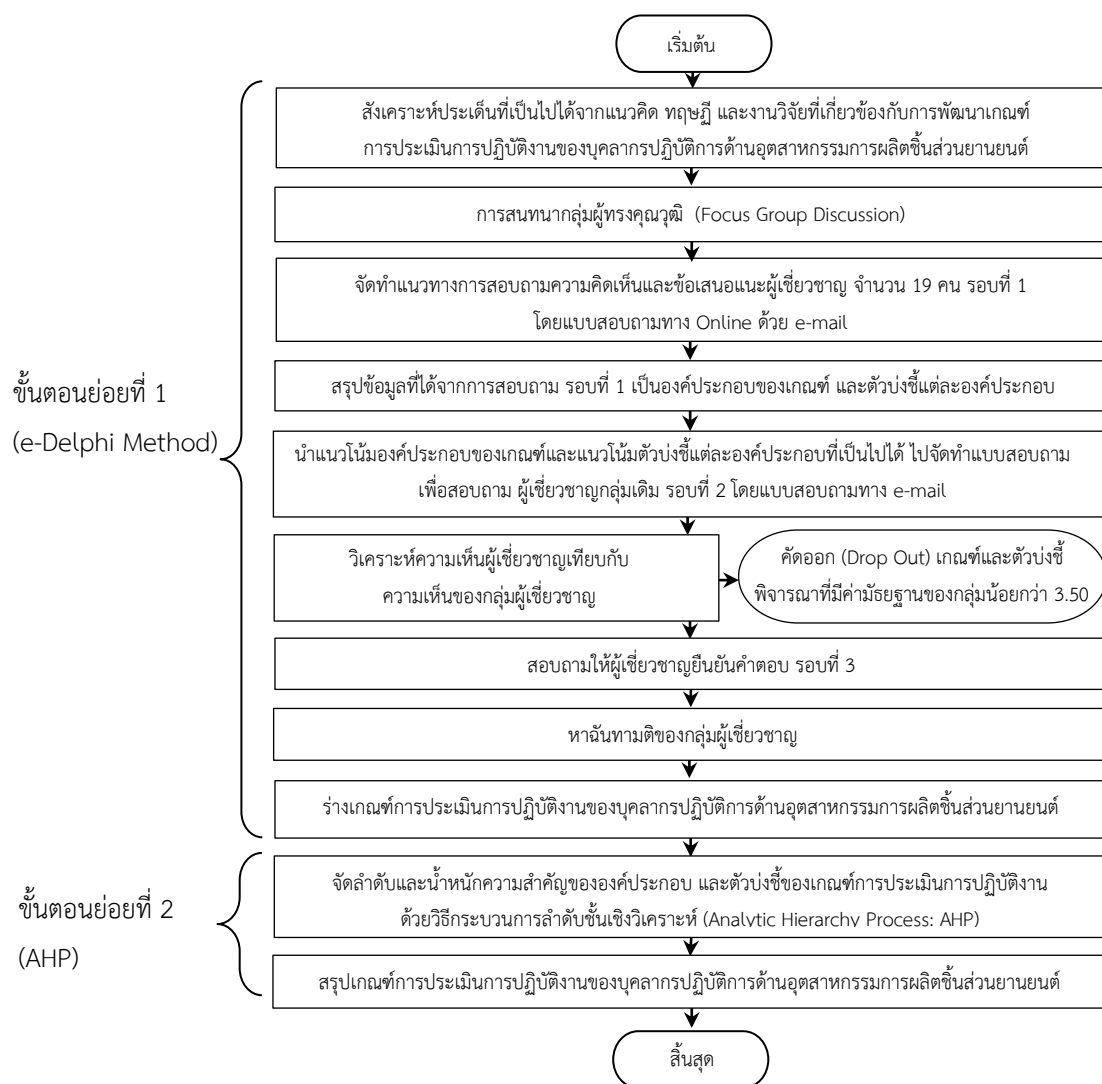 เริ่มต้น
สังเคราะห์ประเด็นที่เป็นไปได้จากแนวคิด ทฤษฎี และงานวิจัยที่เกี่ยวข้องกับการพัฒนาเกณฑ์
การประเมินการปฏิบัติงานของบุคลากรปฏิบัติการด้านอุตสาหกรรมการผลิตชิ้นส่วนยานยนต์
การสนทนากลุ่มผู้ทรงคุณวุฒิ (Focus Group Discussion)
จัดทำแนวทางการสอบถามความคิดเห็นและข้อเสนอแนะผู้เชี่ยวชาญ จำนวน 19 คน รอบที่ 1
โดยแบบสอบถามทาง Online ด้วย e-mail
สรุปข้อมูลที่ได้จากการสอบถาม รอบที่ 1 เป็นองค์ประกอบของเกณฑ์ และตัวบ่งชี้แต่ละองค์ประกอบ
ขั้นตอนย่อยที่ 1
(e-Delphi Method)
นำแนวโน้มองค์ประกอบของเกณฑ์และแนวโน้มตัวบ่งชี้แต่ละองค์ประกอบที่เป็นไปได้ ไปจัดทำแบบสอบถาม
เพื่อสอบถาม ผู้เชี่ยวชาญกลุ่มเดิม รอบที่ 2 โดยแบบสอบถามทาง e-mail
วิเคราะห์ความเห็นผู้เชี่ยวชาญเทียบกับ
ความเห็นของกลุ่มผู้เชี่ยวชาญ
คัดออก (Drop Out) เกณฑ์และตัวบ่งชี้
พิจารณาที่มีค่ามัธยฐานของกลุ่มน้อยกว่า 3.50
สอบถามให้ผู้เชี่ยวชาญยืนยันคำตอบ รอบที่ 3
หาฉันทามติของกลุ่มผู้เชี่ยวชาญ
ร่างเกณฑ์การประเมินการปฏิบัติงานของบุคลากรปฏิบัติการด้านอุตสาหกรรมการผลิตชิ้นส่วนยานยนต์
ขั้นตอนย่อยที่ 2
(AHP)
จัดลำดับและน้ำหนักความสำคัญขององค์ประกอบ และตัวบ่งชี้ของเกณฑ์การประเมินการปฏิบัติงาน
ด้วยวิธีกระบวนการลำดับชั้นเชิงวิเคราะห์ (Analytic Hierarchy Process: AHP)
สรุปเกณฑ์การประเมินการปฏิบัติงานของบุคลากรปฏิบัติการด้านอุตสาหกรรมการผลิตชิ้นส่วนยานยนต์
สิ้นสุด